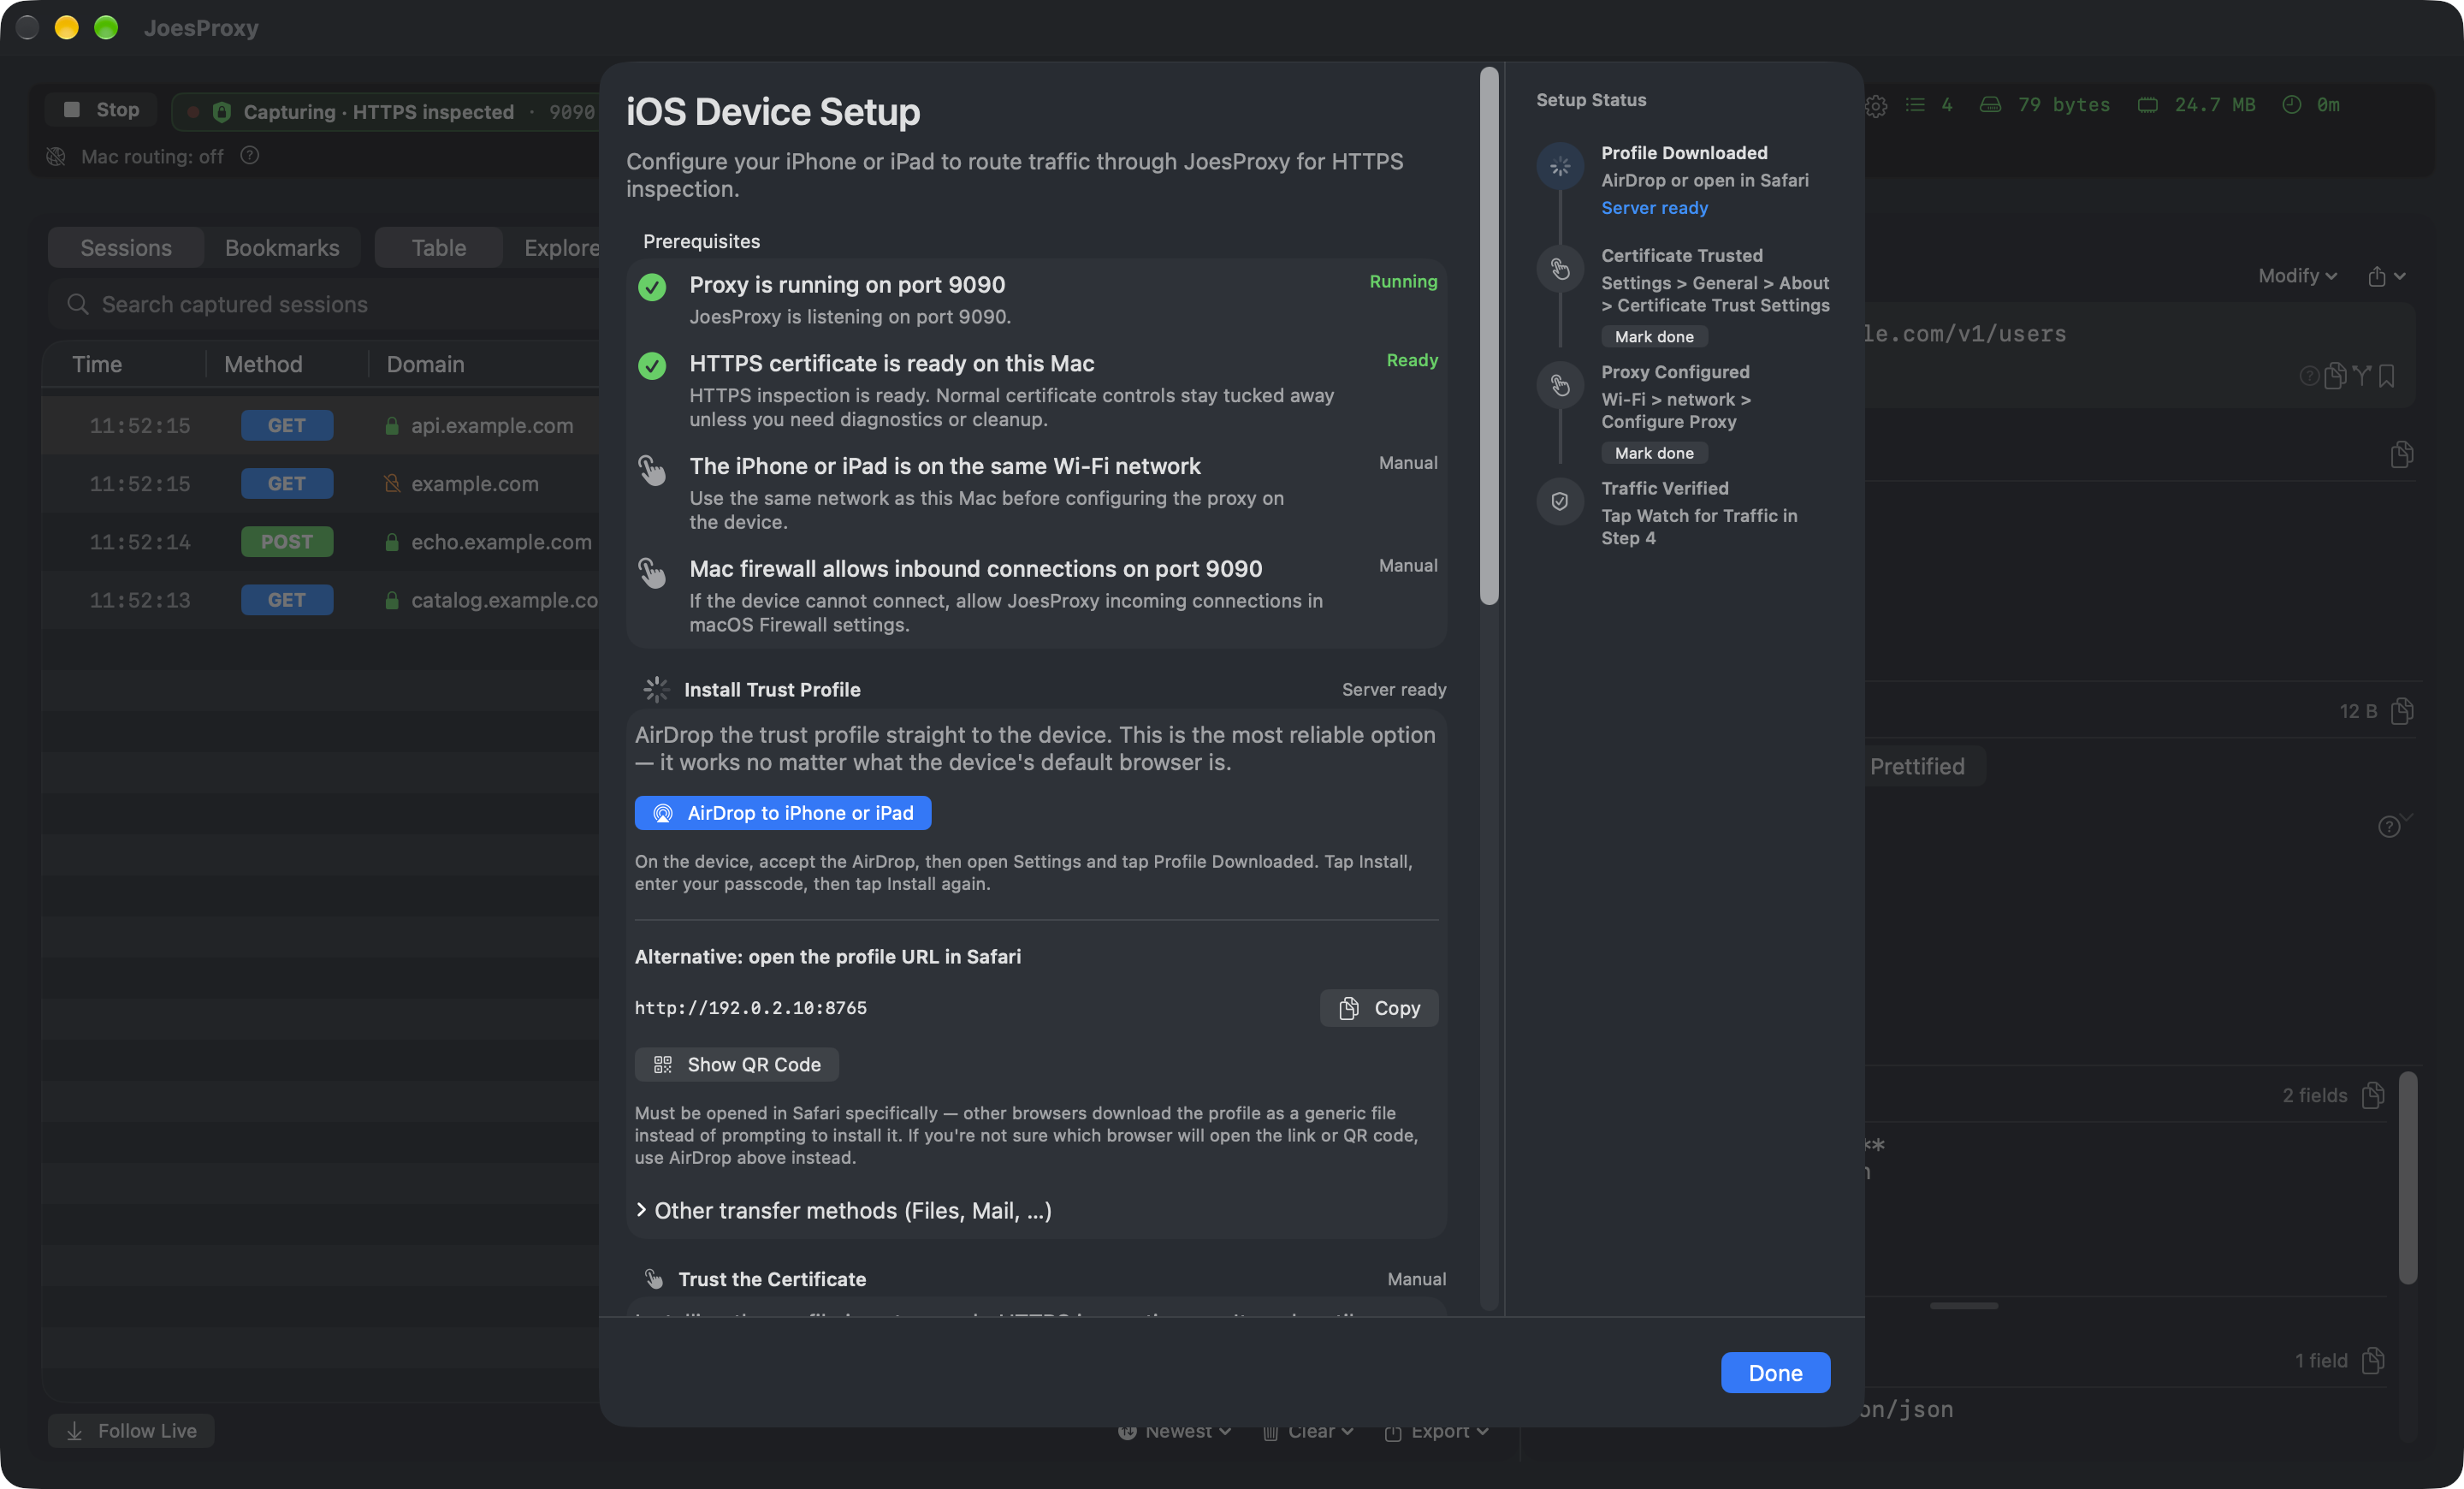 JoesProxy
Stop
Capturing · HTTPS inspected · 9090
Mac routing: off
4
79 bytes
24.7 MB
0m
Sessions
Bookmarks
Table
Explore
Search captured sessions
Time
Method
Domain
11:52:15
GET
api.example.com
11:52:15
GET
example.com
11:52:14
POST
echo.example.com
11:52:13
GET
catalog.example.co
Follow Live
iOS Device Setup
Configure your iPhone or iPad to route traffic through JoesProxy for HTTPS
inspection.
Prerequisites
Proxy is running on port 9090
Running
JoesProxy is listening on port 9090.
HTTPS certificate is ready on this Mac
Ready
HTTPS inspection is ready. Normal certificate controls stay tucked away
unless you need diagnostics or cleanup.
The iPhone or iPad is on the same Wi-Fi network
Manual
Use the same network as this Mac before configuring the proxy on
the device.
Mac firewall allows inbound connections on port 9090
Manual
If the device cannot connect, allow JoesProxy incoming connections in
macOS Firewall settings.
Install Trust Profile
Server ready
AirDrop the trust profile straight to the device. This is the most reliable option
— it works no matter what the device's default browser is.
AirDrop to iPhone or iPad
On the device, accept the AirDrop, then open Settings and tap Profile Downloaded. Tap Install,
enter your passcode, then tap Install again.
Alternative: open the profile URL in Safari
http://192.0.2.10:8765
Copy
Show QR Code
Must be opened in Safari specifically — other browsers download the profile as a generic file
instead of prompting to install it. If you're not sure which browser will open the link or QR code,
use AirDrop above instead.
Other transfer methods (Files, Mail, ...)
Trust the Certificate
Manual
Setup Status
Profile Downloaded
AirDrop or open in Safari
Server ready
Certificate Trusted
Settings > General > About
> Certificate Trust Settings
Mark done
Proxy Configured
Wi-Fi > network >
Configure Proxy
Mark done
Traffic Verified
Tap Watch for Traffic in
Step 4
Done
Newest
Clear
Export
Modify
le.com/v1/users
12 B
Prettified
2 fields
**
1 field
on/json